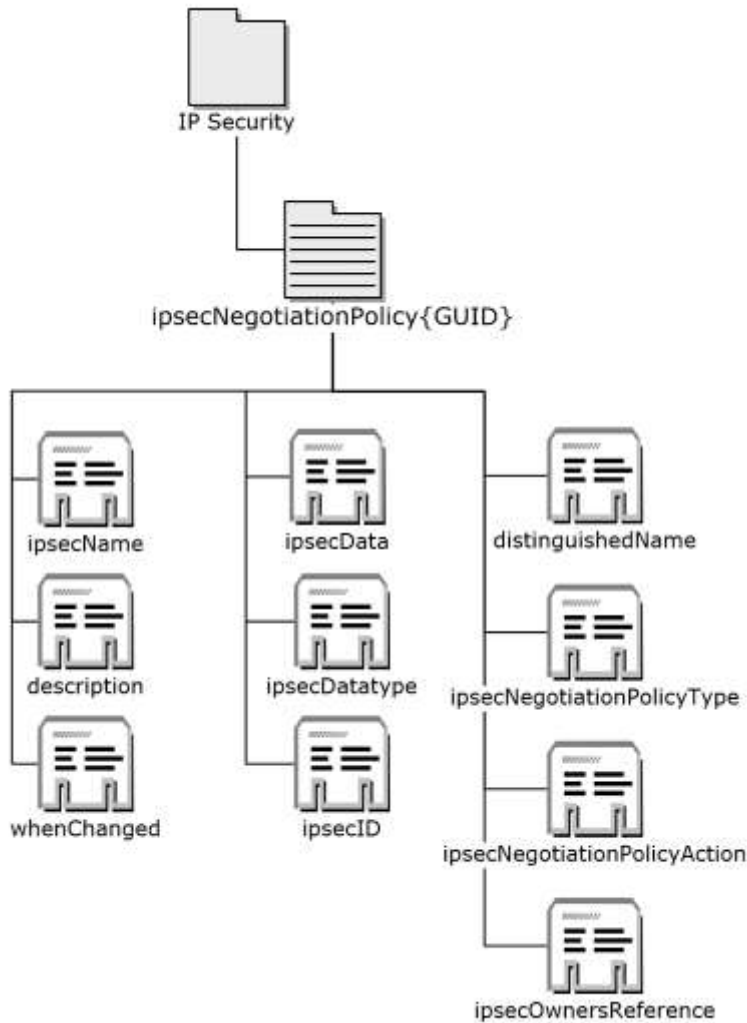 IP Security
ipsecNegotiationPolicy{GUID}
ipsecName
ipsecData
distinguishedName
description
ipsecDatatype
ipsecNegotiationPolicyType
whenChanged
ipsecID
ipsecNegotiationPolicyAction
ipsecOwnersReference